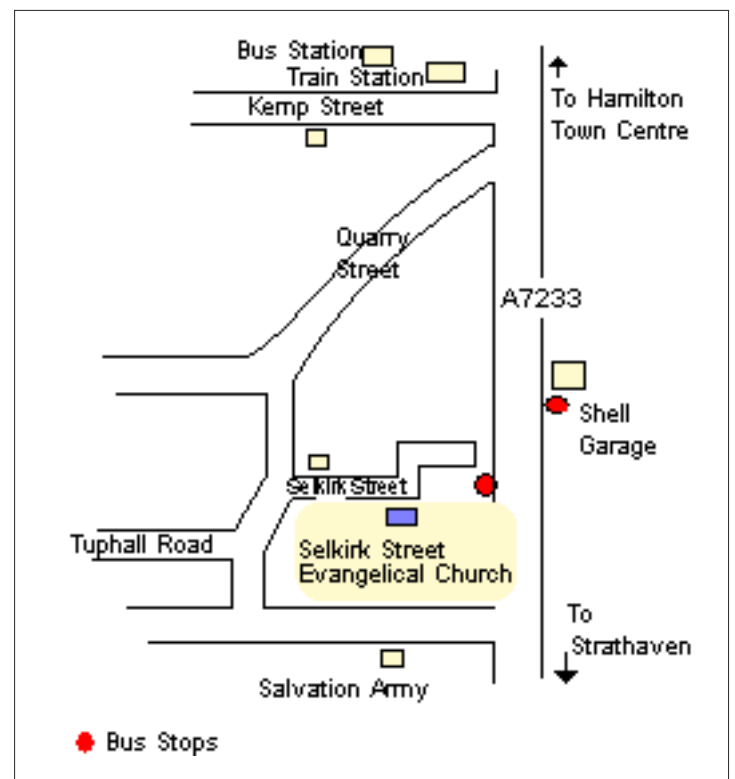 Bus Station
Train Station
Kemp Street
To Hamilton
Town Centre
Quarry
Street
A7233
Shell
Garage
Selkirk Street
Tuphall Road
Selkirk Street
Evangelical Church
To
Strathaven
Salvation Army
Bus Stops